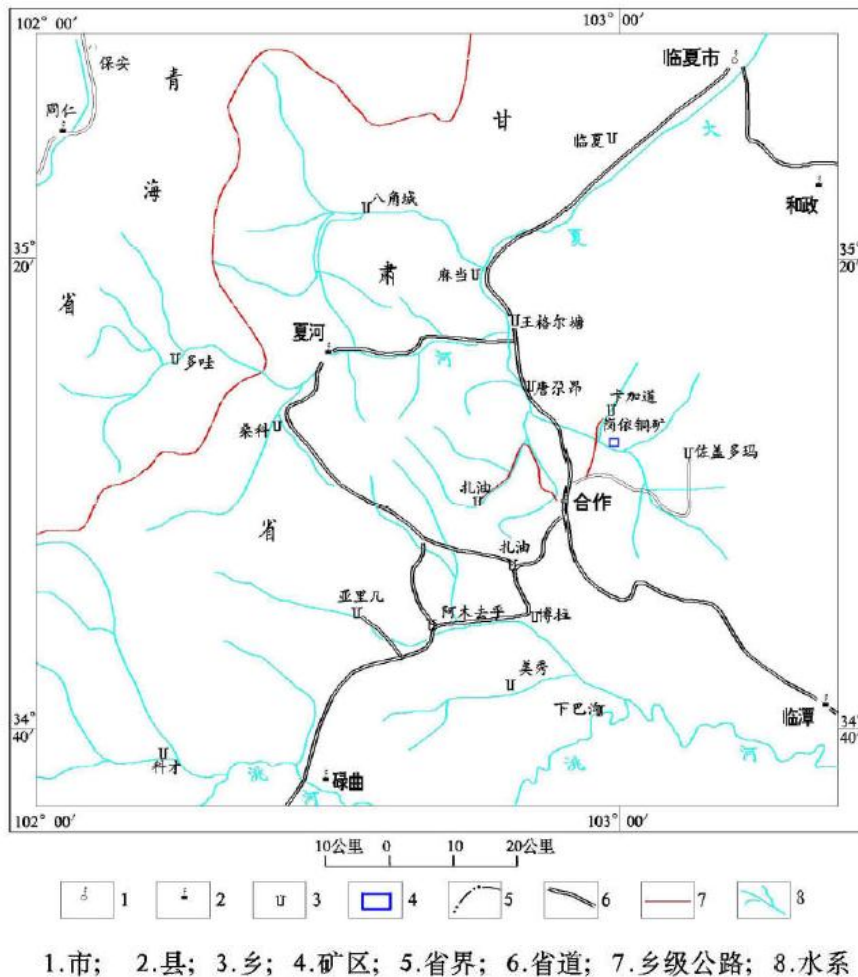 102° 00′ 103° 00′
保安
青
临夏市
同仁
甘
临夏
大
海
八角城
和政
夏
35° 20′ 35° 20′
肃
麻当
省
王格尔塘
夏河
河
多哇
唐尕昂
卡加道
岗依铜矿
桑科
佐盖多玛
扎油
合作
省
扎油
亚里几
阿木去乎
博拉
美秀
临潭
下巴沟
34° 40′ 34° 40′
科才
洮
洮
河
碌曲
河
102° 00′ 103° 00′
10公里 0 10 20公里
1 2 3 4 5 6 7 8
1.市; 2.县; 3.乡; 4.矿区; 5.省界; 6.省道; 7.乡级公路; 8.水系